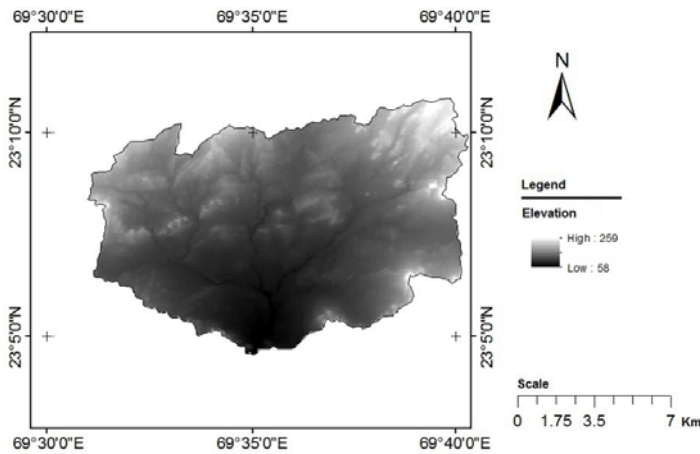 69°30'0"E 69°35'0"E 69°40'0"E
N
23°10'0"N 23°10'0"N
Legend
Elevation
High : 259
Low : 58
23°5'0"N 23°5'0"N
Scale
0 1.75 3.5 7 Km
69°30'0"E 69°35'0"E 69°40'0"E